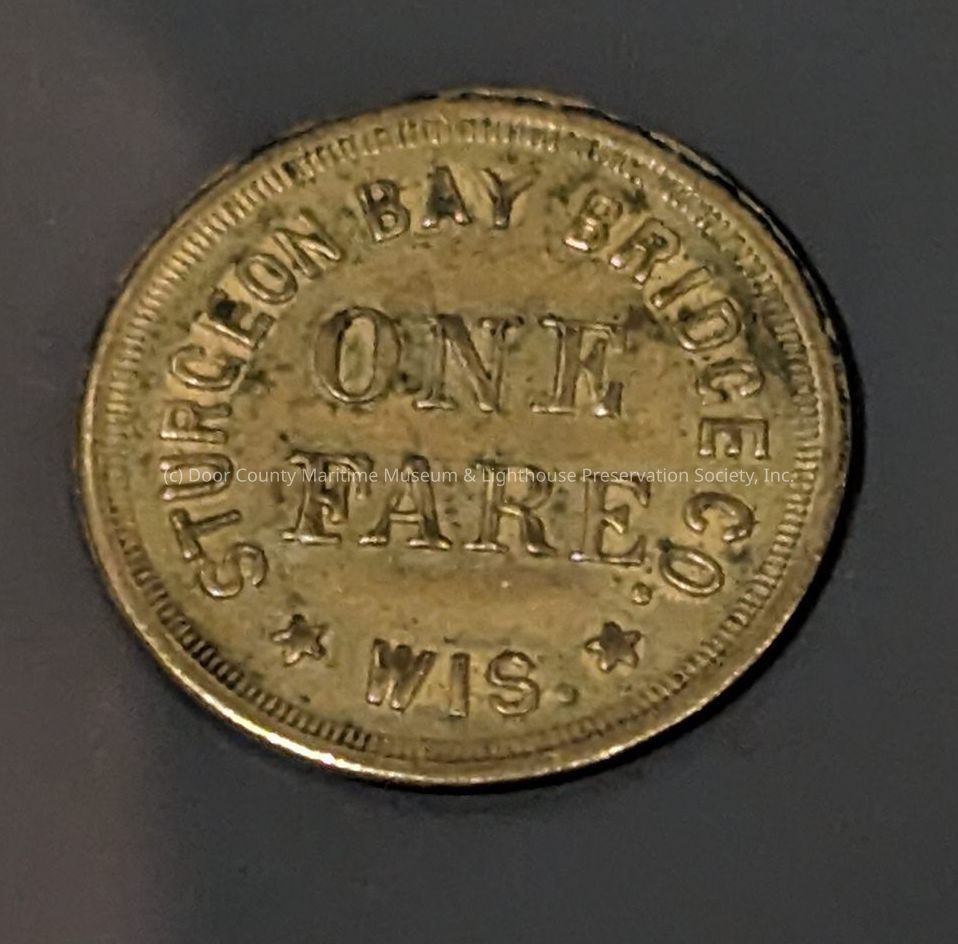 STURGEON BAY BRIDGE CO.
ONE
FARE
(c) Door County Maritime Museum & Lighthouse Preservation Society, Inc.
WIS.